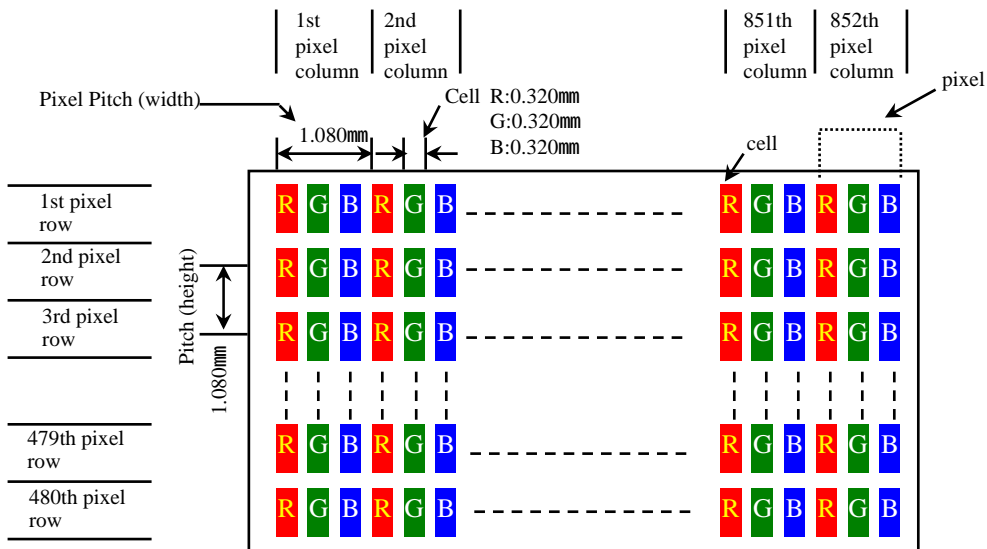 1st
pixel
column
2nd
pixel
column
851th
pixel
column
852th
pixel
column
pixel
Pixel Pitch (width)
Cell R:0.320㎜
G:0.320㎜
B:0.320㎜
1.080㎜
cell
1st pixel
row
R G B R G B R G B R G B
2nd pixel
row
R G B R G B R G B R G B
Pitch (height)
1.080㎜
3rd pixel
row
R G B R G B R G B R G B
479th pixel
row
R G B R G B R G B R G B
480th pixel
row
R G B R G B R G B R G B